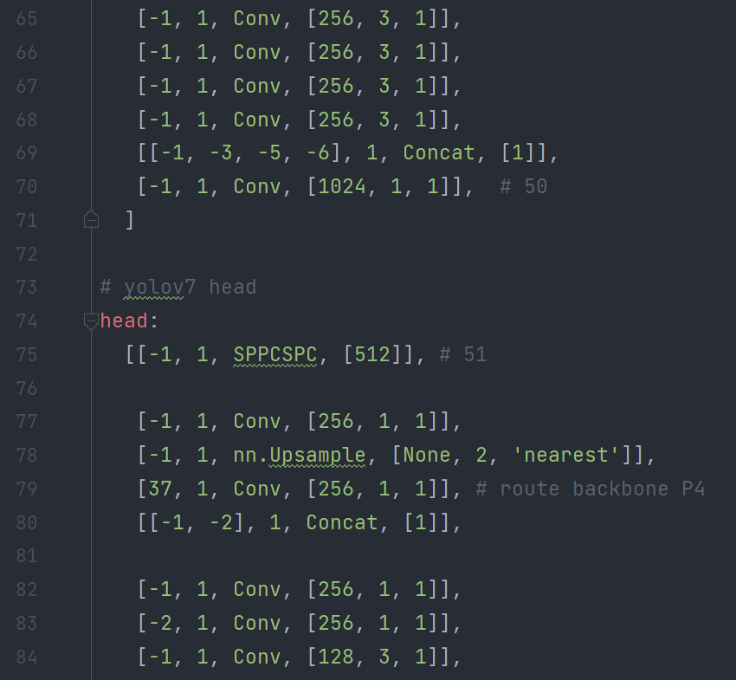 65 [-1, 1, Conv, [256, 3, 1]],
66 [-1, 1, Conv, [256, 3, 1]],
67 [-1, 1, Conv, [256, 3, 1]],
68 [-1, 1, Conv, [256, 3, 1]],
69 [[-1, -3, -5, -6], 1, Concat, [1]],
70 [-1, 1, Conv, [1024, 1, 1]],  # 50
71 ]
72
73 # yolov7 head
74 head:
75 [[-1, 1, SPPCSPC, [512]], # 51
76
77 [-1, 1, Conv, [256, 1, 1]],
78 [-1, 1, nn.Upsample, [None, 2, 'nearest']],
79 [37, 1, Conv, [256, 1, 1]], # route backbone P4
80 [[-1, -2], 1, Concat, [1]],
81
82 [-1, 1, Conv, [256, 1, 1]],
83 [-2, 1, Conv, [256, 1, 1]],
84 [-1, 1, Conv, [128, 3, 1]],